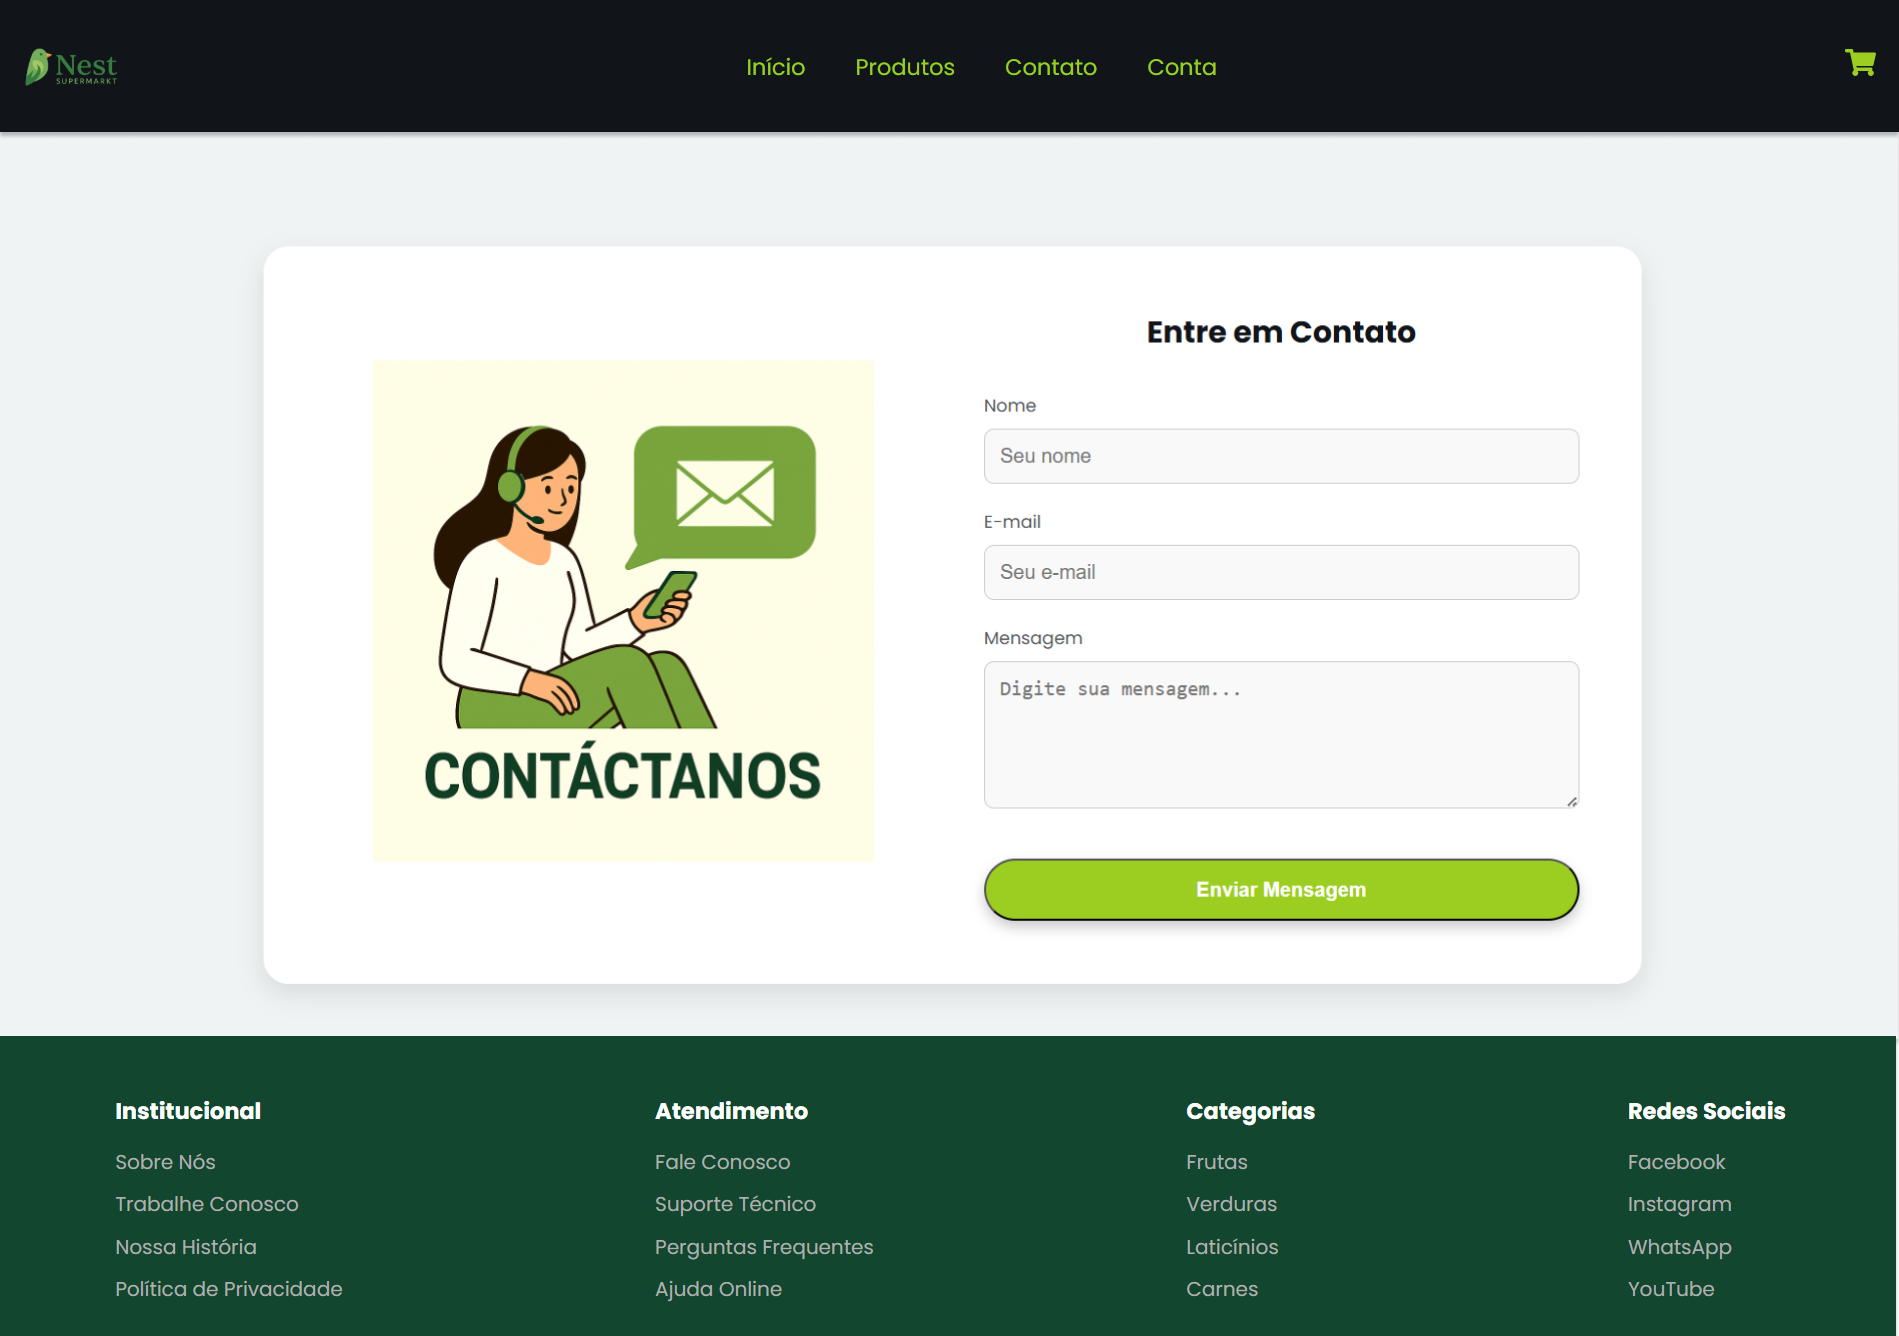 Nest
SUPERMARKT
Início
Produtos
Contato
Conta
CONTÁCTANOS
Entre em Contato
Nome
Seu nome
E-mail
Seu e-mail
Mensagem
Digite sua mensagem...
Enviar Mensagem
Institucional
Sobre Nós
Trabalhe Conosco
Nossa História
Política de Privacidade
Atendimento
Fale Conosco
Suporte Técnico
Perguntas Frequentes
Ajuda Online
Categorias
Frutas
Verduras
Laticínios
Carnes
Redes Sociais
Facebook
Instagram
WhatsApp
YouTube